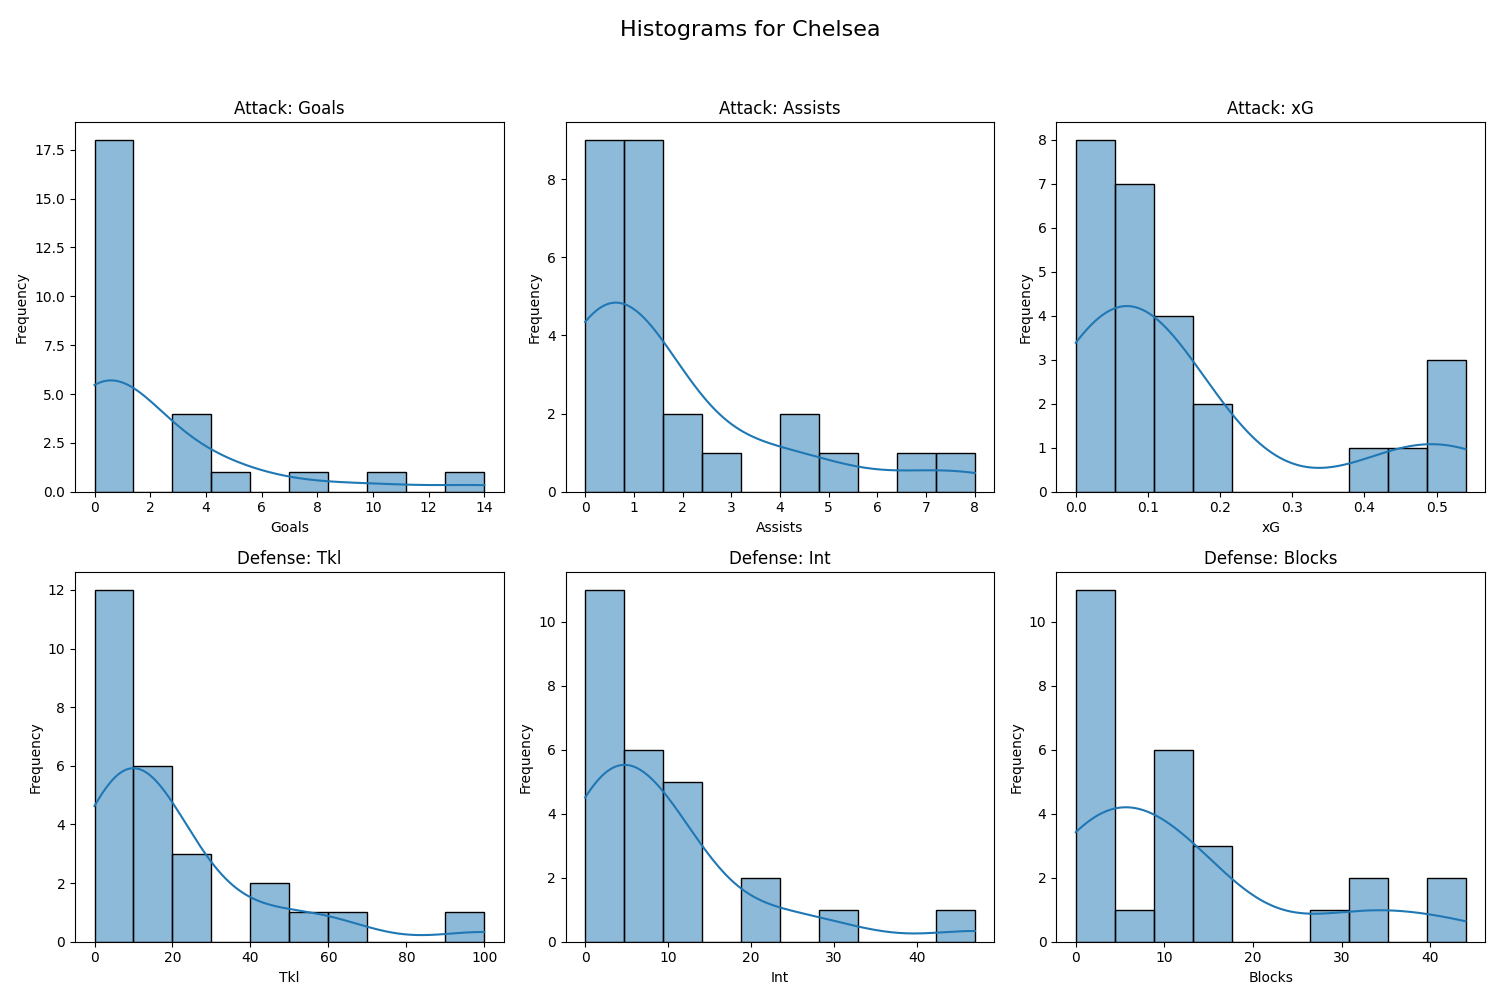 Histograms for Chelsea
Attack: Goals
Frequency
17.5
15.0
12.5
10.0
7.5
5.0
2.5
0.0
0 2 4 6 8 10 12 14
Goals
Attack: Assists
Frequency
8
6
4
2
0
0 1 2 3 4 5 6 7 8
Assists
Attack: xG
Frequency
8
7
6
5
4
3
2
1
0
0.0 0.1 0.2 0.3 0.4 0.5
xG
Defense: Tkl
Frequency
12
10
8
6
4
2
0
0 20 40 60 80 100
Tkl
Defense: Int
Frequency
10
8
6
4
2
0
0 10 20 30 40
Int
Defense: Blocks
Frequency
10
8
6
4
2
0
0 10 20 30 40
Blocks